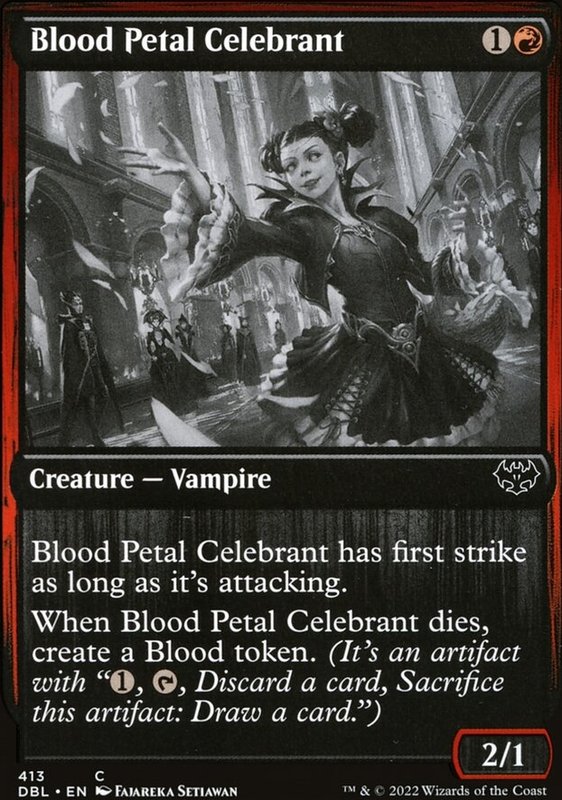 Blood Petal Celebrant 1
Creature — Vampire
Blood Petal Celebrant has first strike
as long as it's attacking.
When Blood Petal Celebrant dies,
create a Blood token. (It's an artifact
with “1, , Discard a card, Sacrifice
this artifact: Draw a card.”)
2/1
413 C
DBL • EN Fajareka Setiawan
™ & © 2022 Wizards of the Coast